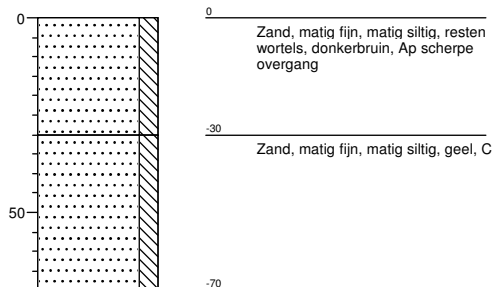 0
0
Zand, matig fijn, matig siltig, resten
wortels, donkerbruin, Ap scherpe
overgang
-30
Zand, matig fijn, matig siltig, geel, C
50
-70